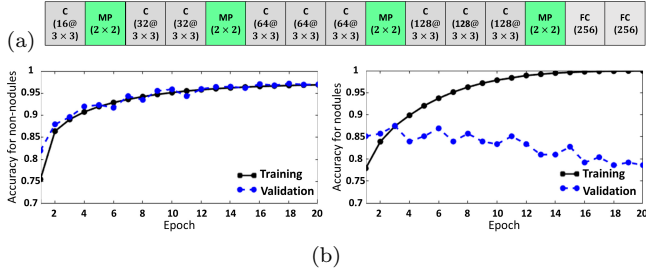 (a)
C (16@ 3 × 3)
MP (2 × 2)
C (32@ 3 × 3)
C (32@ 3 × 3)
MP (2 × 2)
C (64@ 3 × 3)
C (64@ 3 × 3)
C (64@ 3 × 3)
MP (2 × 2)
C (128@ 3 × 3)
C (128@ 3 × 3)
C (128@ 3 × 3)
MP (2 × 2)
FC (256)
FC (256)
Accuracy for non-nodules
1
0.95
0.9
0.85
0.8
0.75
0.7
2 4 6 8 10 12 14 16 18 20
Epoch
Training
Validation
Accuracy for nodules
1
0.95
0.9
0.85
0.8
0.75
0.7
2 4 6 8 10 12 14 16 18 20
Epoch
Training
Validation
(b)